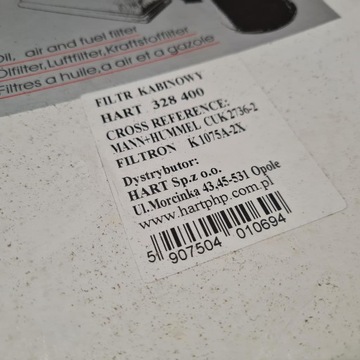 Oil, air and fuel filter
Ölfilter,Luftfilter,Kraftstoffilter
Filtres a huile,a air et a gazole
FILTR KABINOWY
HART 328 400
CROSS REFERENCE:
MANN+HUMMEL CUK2736-2
FILTRON K1075A-2X
Dystrybutor:
HART Sp.z o.o.
Ul.Morcinka 43,45-531 Opole
www.hartphp.com.pl
5 907504 010694